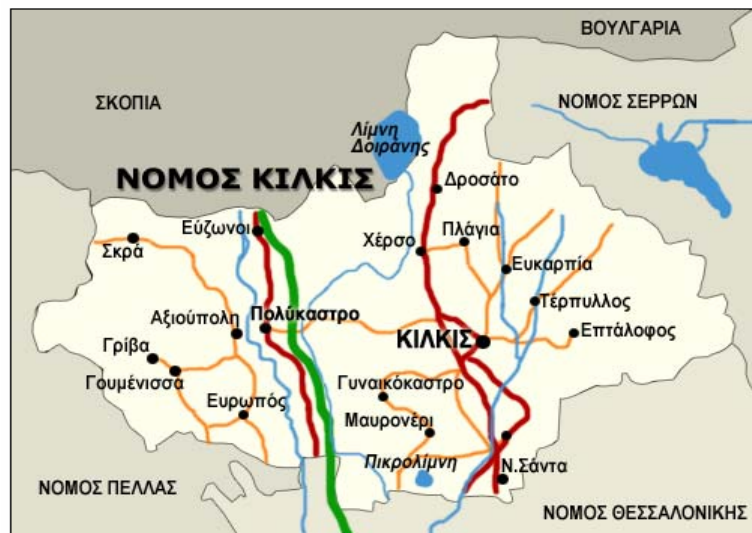 ΒΟΥΛΓΑΡΙΑ
ΣΚΟΠΙΑ
ΝΟΜΟΣ ΣΕΡΡΩΝ
Λίμνη
Δοϊράνης
ΝΟΜΟΣ ΚΙΛΚΙΣ
Δροσάτο
Εύζωνοι
Σκρά
Χέρσο
Πλάγια
Ευκαρπία
Αξιούπολη
Πολύκαστρο
Τέρπυλλος
Γρίβα
ΚΙΛΚΙΣ
Επτάλοφος
Γουμένισσα
Γυναικόκαστρο
Ευρωπός
Μαυρονέρι
Πικρολίμνη
Ν.Σάντα
ΝΟΜΟΣ ΠΕΛΛΑΣ
ΝΟΜΟΣ ΘΕΣΣΑΛΟΝΙΚΗΣ